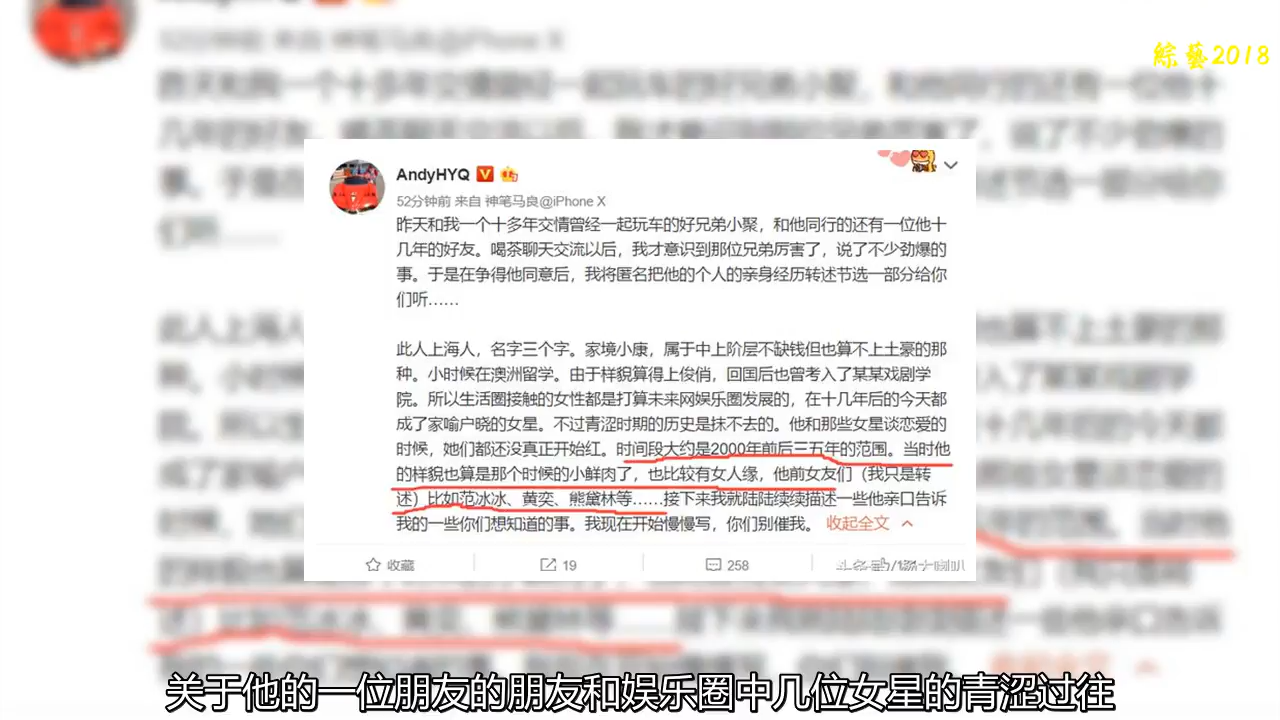 綜藝2018
AndyHYQ
52分钟前 来自 神笔马良@iPhone X
昨天和我一个十多年交情曾经一起玩车的好兄弟小聚，和他同行的还有一位他十
几年的好友。喝茶聊天交流以后，我才意识到那位兄弟厉害了，说了不少劲爆的
事。于是在争得他同意后，我将匿名把他的个人的亲身经历转述节选一部分给你
们听……
此人上海人，名字三个字。家境小康，属于中上阶层不缺钱但也算不上土豪的那
种。小时候在澳洲留学。由于样貌算得上俊俏，回国后也曾考入了某某戏剧学
院。所以生活圈接触的女性都是打算未来网娱乐圈发展的，在十几年后的今天都
成了家喻户晓的女星。不过青涩时期的历史是抹不去的。他和那些女星谈恋爱的
时候，她们都还没真正开始红。时间段大约是2000年前后三五年的范围。当时他
的样貌也算是那个时候的小鲜肉了，也比较有女人缘，他前女友们（我只是转
述）比如范冰冰、黄奕、熊黛林等……接下来我就陆陆续续描述一些他亲口告诉
我的一些你们想知道的事。我现在开始慢慢写，你们别催我。 收起全文
收藏
19
258
关于他的一位朋友的朋友和娱乐圈中几位女星的青涩过往